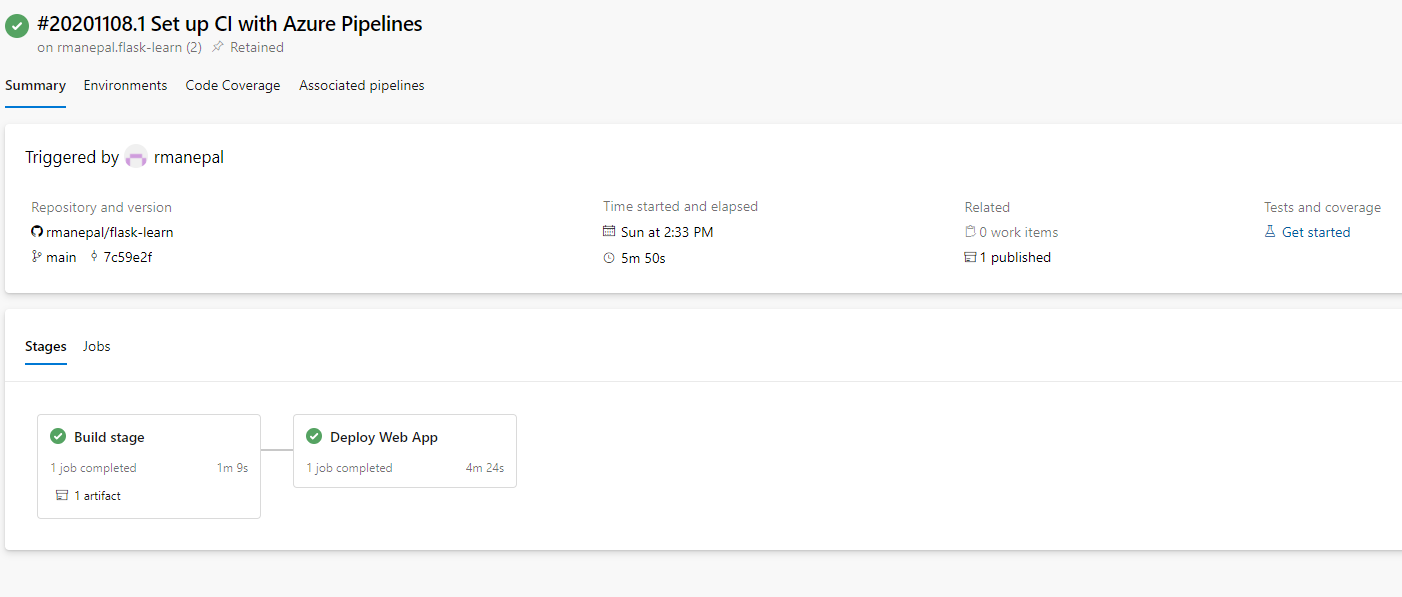 #20201108.1 Set up CI with Azure Pipelines
on rmanepal.flask-learn (2) Retained
Summary Environments Code Coverage Associated pipelines
Triggered by rmanepal
Repository and version
rmanepal/flask-learn
main 7c59e2f
Time started and elapsed
Sun at 2:33 PM
5m 50s
Related
0 work items
1 published
Tests and coverage
Get started
Stages Jobs
Build stage
1 job completed 1m 9s
1 artifact
Deploy Web App
1 job completed 4m 24s